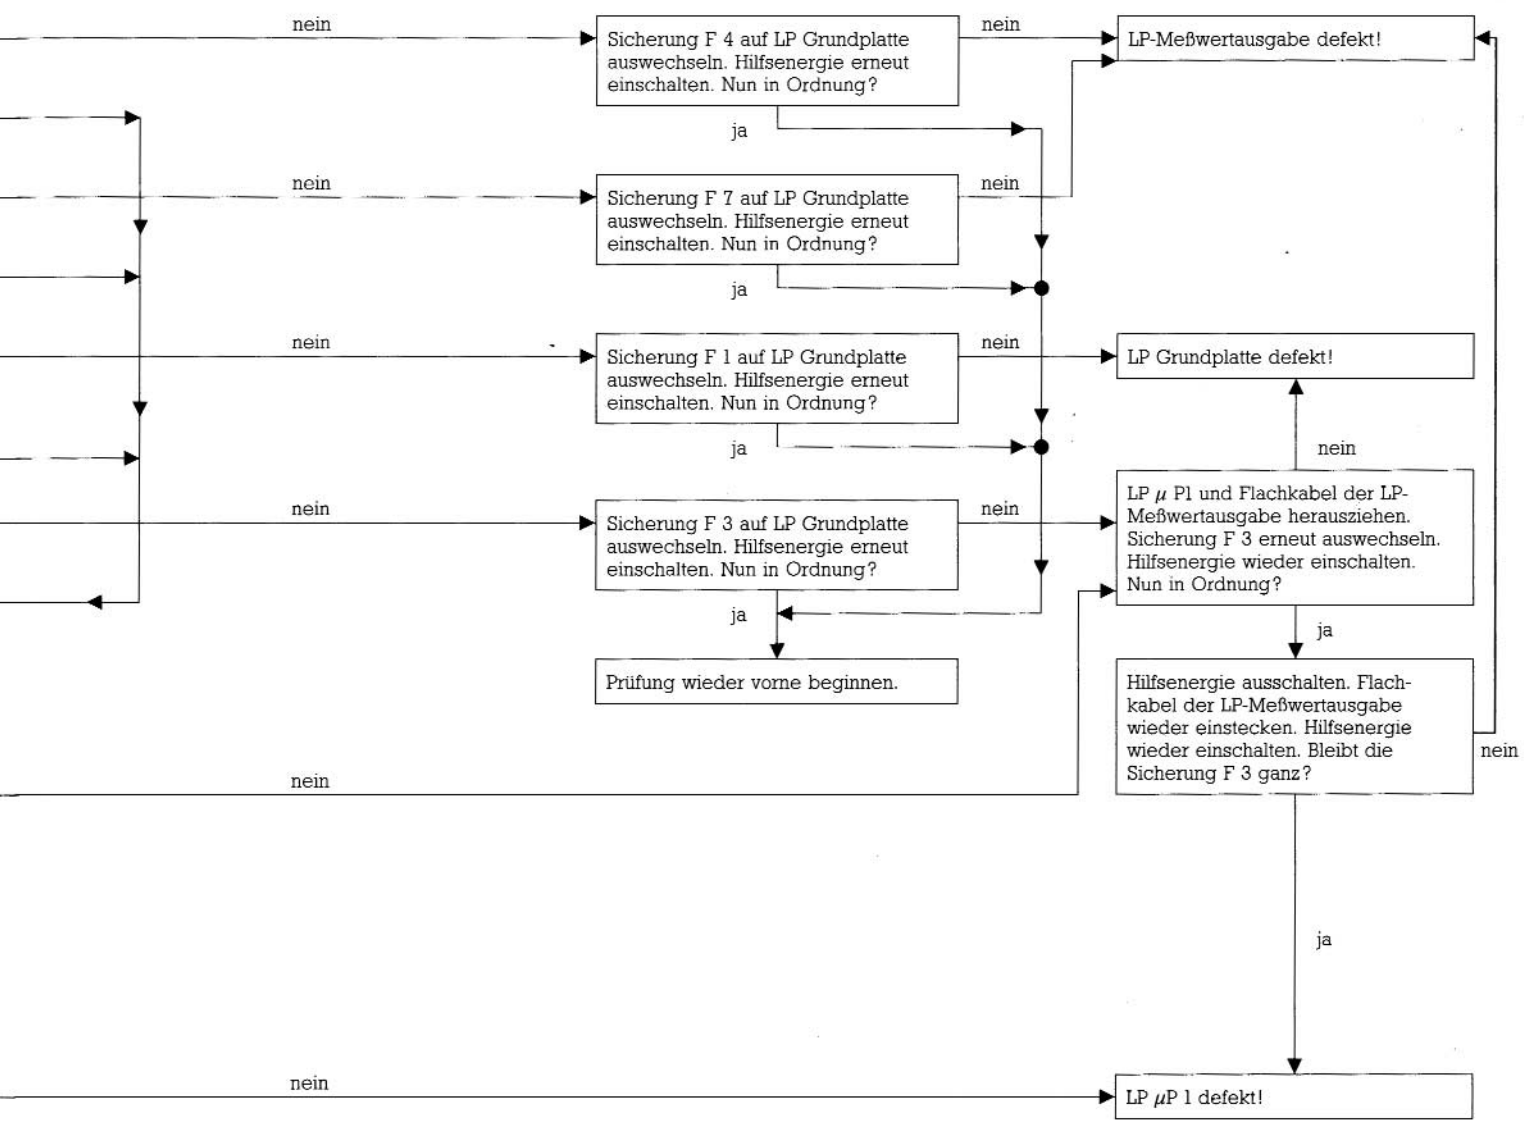 nein
Sicherung F 4 auf LP Grundplatte
auswechseln. Hilfsenergie erneut
einschalten. Nun in Ordnung?
nein
LP-Meßwertausgabe defekt!
ja
nein
Sicherung F 7 auf LP Grundplatte
auswechseln. Hilfsenergie erneut
einschalten. Nun in Ordnung?
nein
ja
nein
Sicherung F 1 auf LP Grundplatte
auswechseln. Hilfsenergie erneut
einschalten. Nun in Ordnung?
nein
LP Grundplatte defekt!
ja
nein
nein
Sicherung F 3 auf LP Grundplatte
auswechseln. Hilfsenergie erneut
einschalten. Nun in Ordnung?
nein
LP μ P1 und Flachkabel der LP-
Meßwertausgabe herausziehen.
Sicherung F 3 erneut auswechseln.
Hilfsenergie wieder einschalten.
Nun in Ordnung?
ja
ja
Prüfung wieder vorne beginnen.
Hilfsenergie ausschalten. Flach-
kabel der LP-Meßwertausgabe
wieder einstecken. Hilfsenergie
wieder einschalten. Bleibt die
Sicherung F 3 ganz?
nein
nein
ja
nein
LP μP 1 defekt!